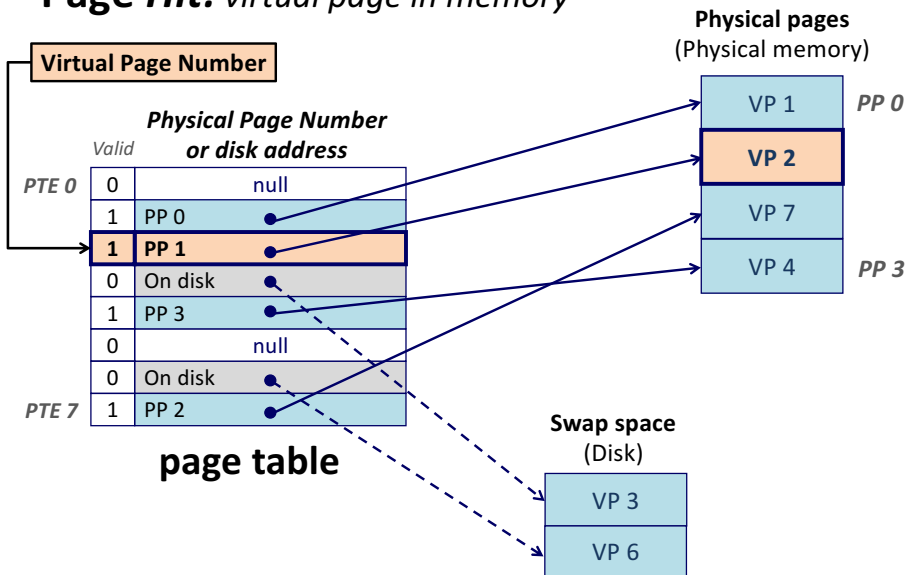 Page Hit: virtual page in memory
Physical pages
(Physical memory)
Virtual Page Number
Physical Page Number
or disk address
Valid
PTE 0 0 null
1 PP 0
1 PP 1
0 On disk
1 PP 3
0 null
0 On disk
PTE 7 1 PP 2
page table
VP 1 PP 0
VP 2
VP 7
VP 4 PP 3
Swap space
(Disk)
VP 3
VP 6